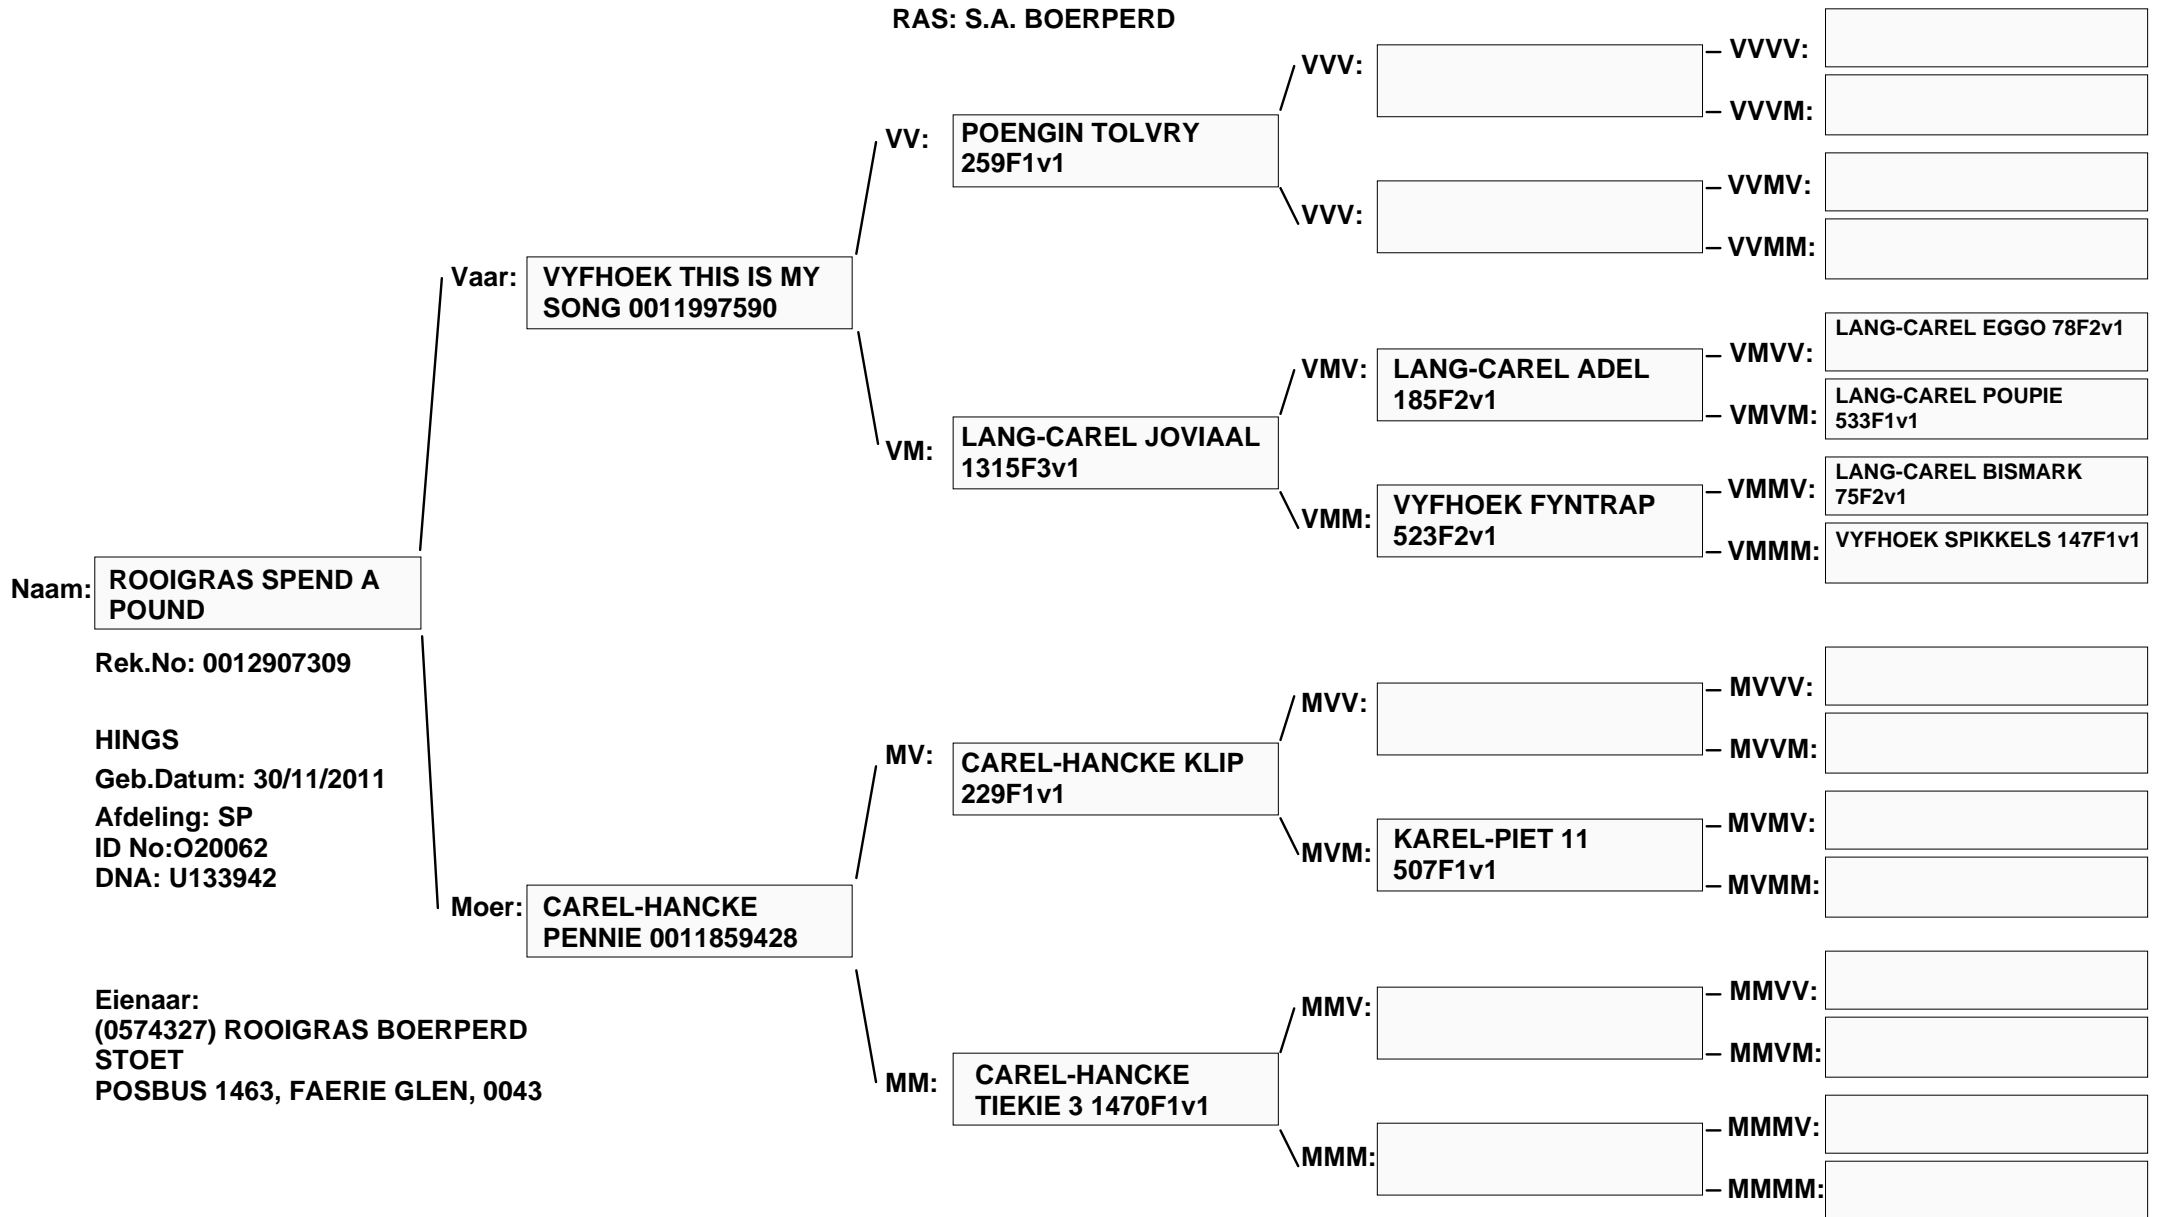 RAS: S.A. BOERPERD
Naam:
ROOIGRAS SPEND A
POUND
Rek.No: 0012907309
HINGS
Geb.Datum: 30/11/2011
Afdeling: SP
ID No:O20062
DNA: U133942
Eienaar:
(0574327) ROOIGRAS BOERPERD
STOET
POSBUS 1463, FAERIE GLEN, 0043
Vaar:
VYFHOEK THIS IS MY
SONG 0011997590
Moer:
CAREL-HANCKE
PENNIE 0011859428
VV:
POENGIN TOLVRY
259F1v1
VM:
LANG-CAREL JOVIAAL
1315F3v1
MV:
CAREL-HANCKE KLIP
229F1v1
MM:
CAREL-HANCKE
TIEKIE 3 1470F1v1
VVV:
VVV:
VMV:
LANG-CAREL ADEL
185F2v1
VMM:
VYFHOEK FYNTRAP
523F2v1
MVV:
MVM:
KAREL-PIET 11
507F1v1
MMV:
MMM:
VVVV:
VVVM:
VVMV:
VVMM:
VMVV:
LANG-CAREL EGGO 78F2v1
VMVM:
LANG-CAREL POUPIE
533F1v1
VMMV:
LANG-CAREL BISMARK
75F2v1
VMMM:
VYFHOEK SPIKKELS 147F1v1
MVVV:
MVVM:
MVMV:
MVMM:
MMVV:
MMVM:
MMMV:
MMMM: